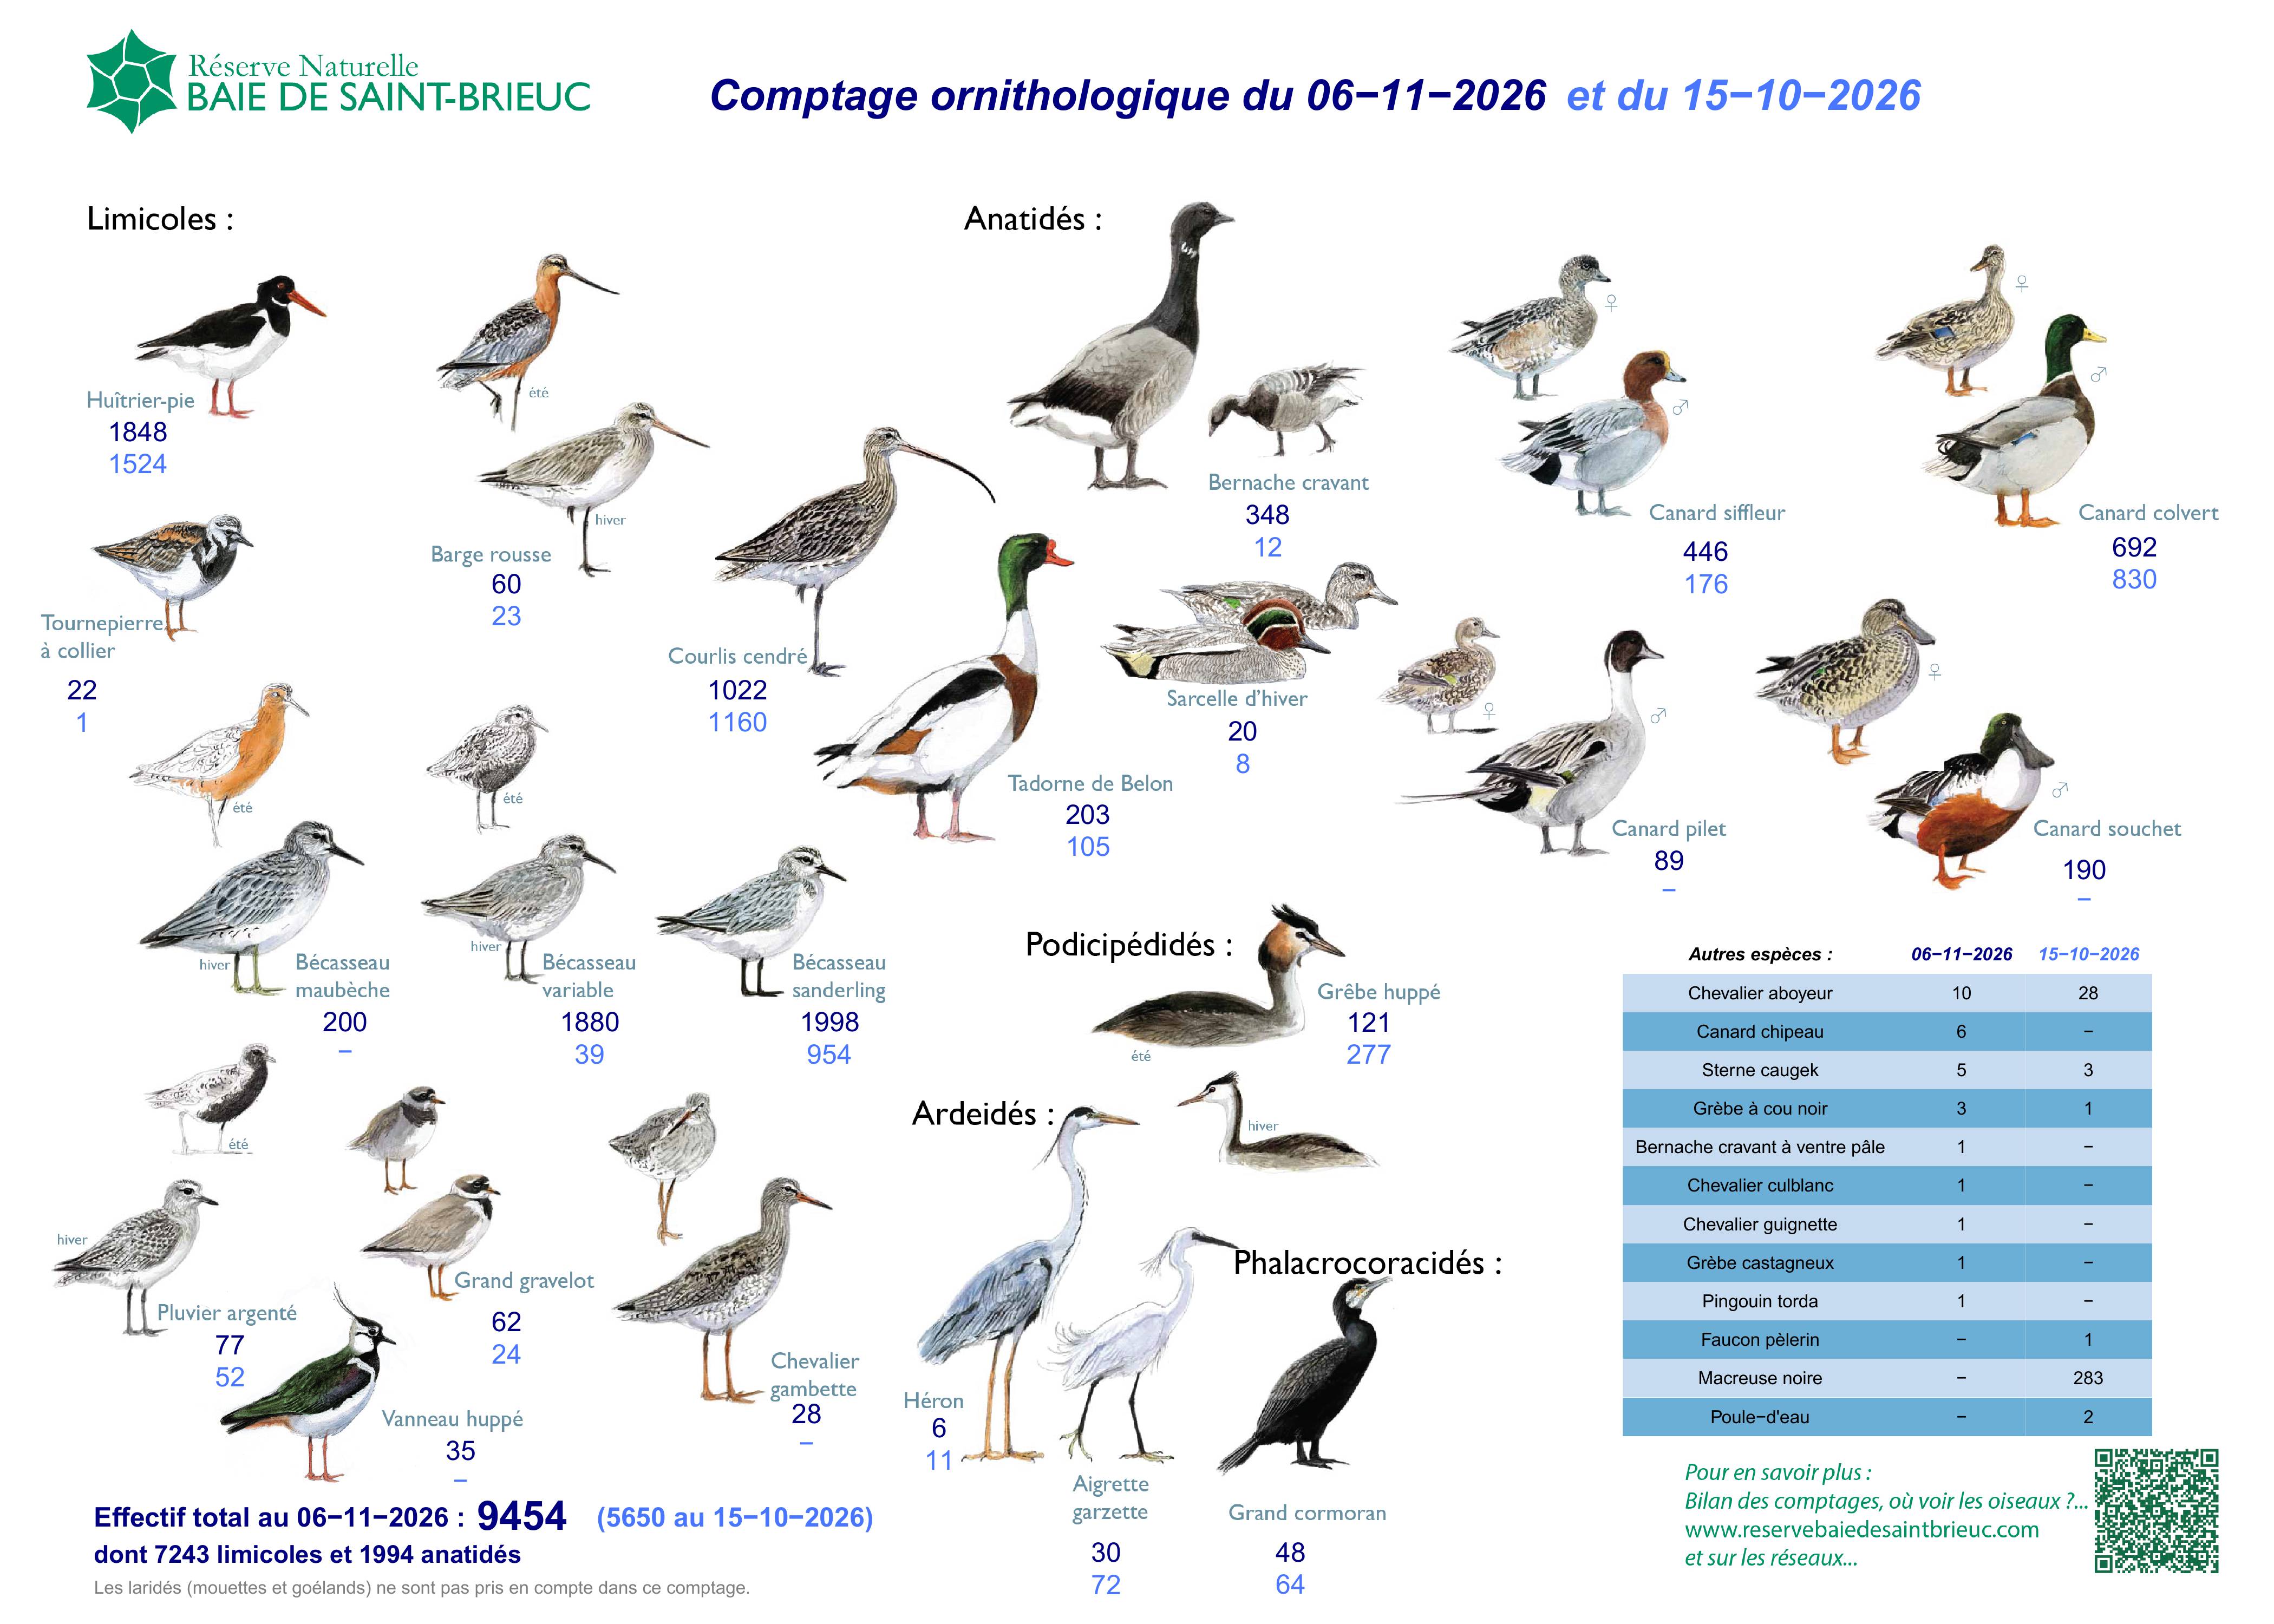 Réserve Naturelle
BAIE DE SAINT-BRIEUC
Comptage ornithologique du 06−11−2026 et du 15−10−2026
Limicoles :
Huîtrier-pie
1848
1524
été
hiver
Barge rousse
60
23
Tournepierre
à collier
22
1
Courlis cendré
1022
1160
été
hiver
Bécasseau
maubèche
200
−
été
hiver
Bécasseau
variable
1880
39
Bécasseau
sanderling
1998
954
été
hiver
Pluvier argenté
77
52
Grand gravelot
62
24
Vanneau huppé
35
−
Chevalier
gambette
28
−
Anatidés :
Bernache cravant
348
12
♀
♂
Canard siffleur
446
176
♀
♂
Canard colvert
692
830
Sarcelle d'hiver
20
8
Tadorne de Belon
203
105
♀
♂
Canard pilet
89
−
♀
♂
Canard souchet
190
−
Podicipédidés :
Grêbe huppé
121
277
été
hiver
Ardeidés :
Héron
6
11
Aigrette
garzette
30
72
Phalacrocoracidés :
Grand cormoran
48
64
Autres espèces : 06−11−2026 15−10−2026
Chevalier aboyeur 10 28
Canard chipeau 6 −
Sterne caugek 5 3
Grèbe à cou noir 3 1
Bernache cravant à ventre pâle 1 −
Chevalier culblanc 1 −
Chevalier guignette 1 −
Grèbe castagneux 1 −
Pingouin torda 1 −
Faucon pèlerin − 1
Macreuse noire − 283
Poule−d'eau − 2
Effectif total au 06−11−2026 : 9454 (5650 au 15−10−2026)
dont 7243 limicoles et 1994 anatidés
Les laridés (mouettes et goélands) ne sont pas pris en compte dans ce comptage.
Pour en savoir plus :
Bilan des comptages, où voir les oiseaux ?...
www.reservebaiedesaintbrieuc.com
et sur les réseaux...